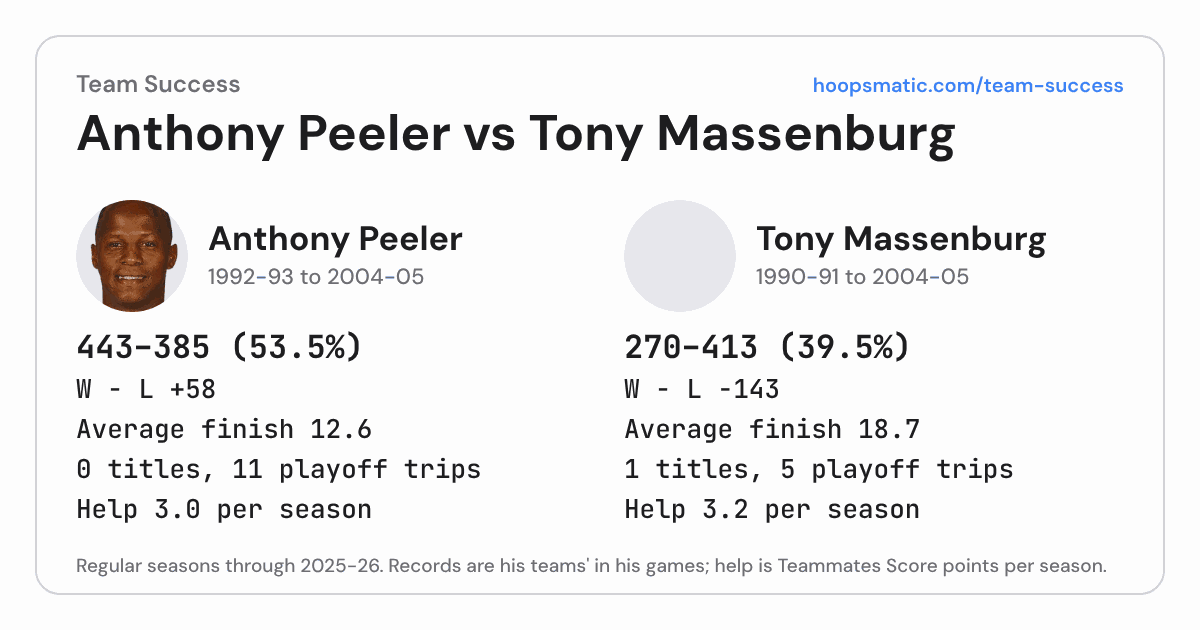 Team Success
hoopsmatic.com/team-success
Anthony Peeler vs Tony Massenburg
Anthony Peeler
1992-93 to 2004-05
443-385 (53.5%)
W - L +58
Average finish 12.6
0 titles, 11 playoff trips
Help 3.0 per season
Tony Massenburg
1990-91 to 2004-05
270-413 (39.5%)
W - L -143
Average finish 18.7
1 titles, 5 playoff trips
Help 3.2 per season
Regular seasons through 2025-26. Records are his teams' in his games; help is Teammates Score points per season.